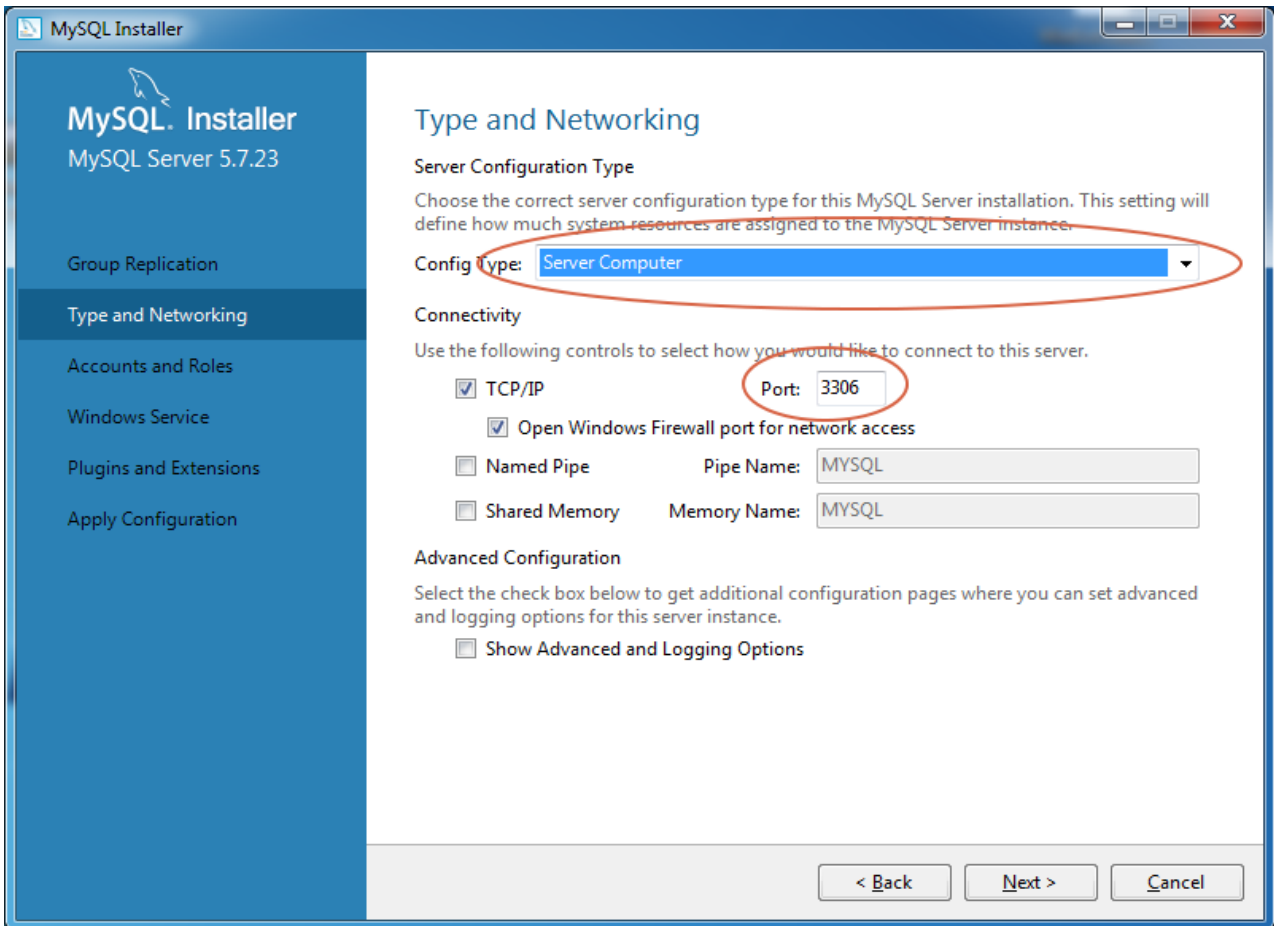 MySQL Installer
MySQL. Installer
MySQL Server 5.7.23
Group Replication
Type and Networking
Accounts and Roles
Windows Service
Plugins and Extensions
Apply Configuration
Type and Networking
Server Configuration Type
Choose the correct server configuration type for this MySQL Server installation. This setting will
define how much system resources are assigned to the MySQL Server instance.
Config Type: Server Computer
Connectivity
Use the following controls to select how you would like to connect to this server.
TCP/IP Port: 3306
Open Windows Firewall port for network access
Named Pipe Pipe Name: MYSQL
Shared Memory Memory Name: MYSQL
Advanced Configuration
Select the check box below to get additional configuration pages where you can set advanced
and logging options for this server instance.
Show Advanced and Logging Options
< Back Next > Cancel